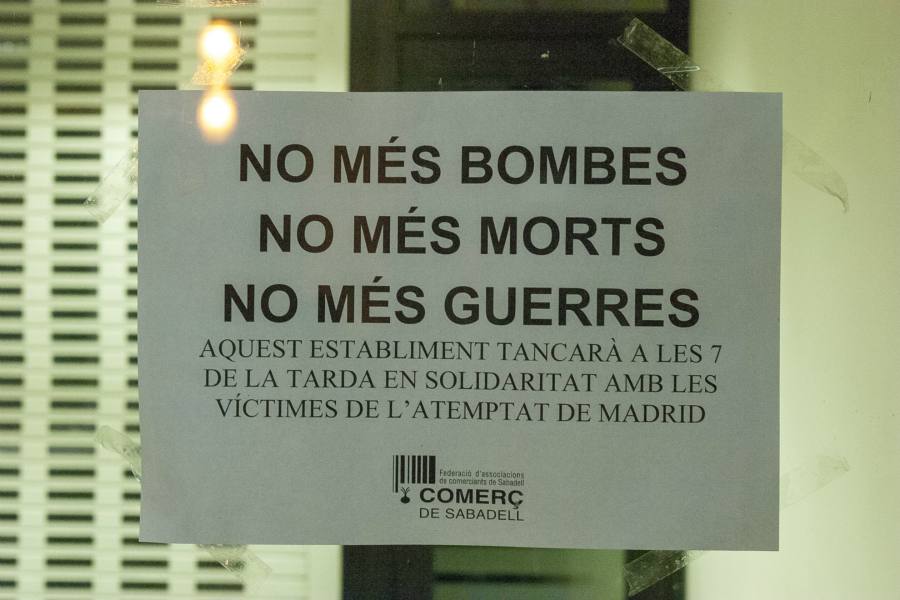 NO MÉS BOMBES
NO MÉS MORTS
NO MÉS GUERRES
AQUEST ESTABLIMENT TANCARÀ A LES 7
DE LA TARDA EN SOLIDARITAT AMB LES
VÍCTIMES DE L'ATEMPTAT DE MADRID
Federació d'associacions
de comerciants de Sabadell
COMERÇ
DE SABADELL